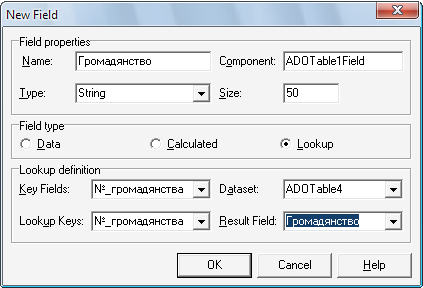 New Field
Field properties
Name: Громадянство Component: ADOTable1Field
Type: String Size: 50
Field type
Data Calculated Lookup
Lookup definition
Key Fields: №_громадянства Dataset: ADOTable4
Lookup Keys: №_громадянства Result Field: Громадянство
OK Cancel Help